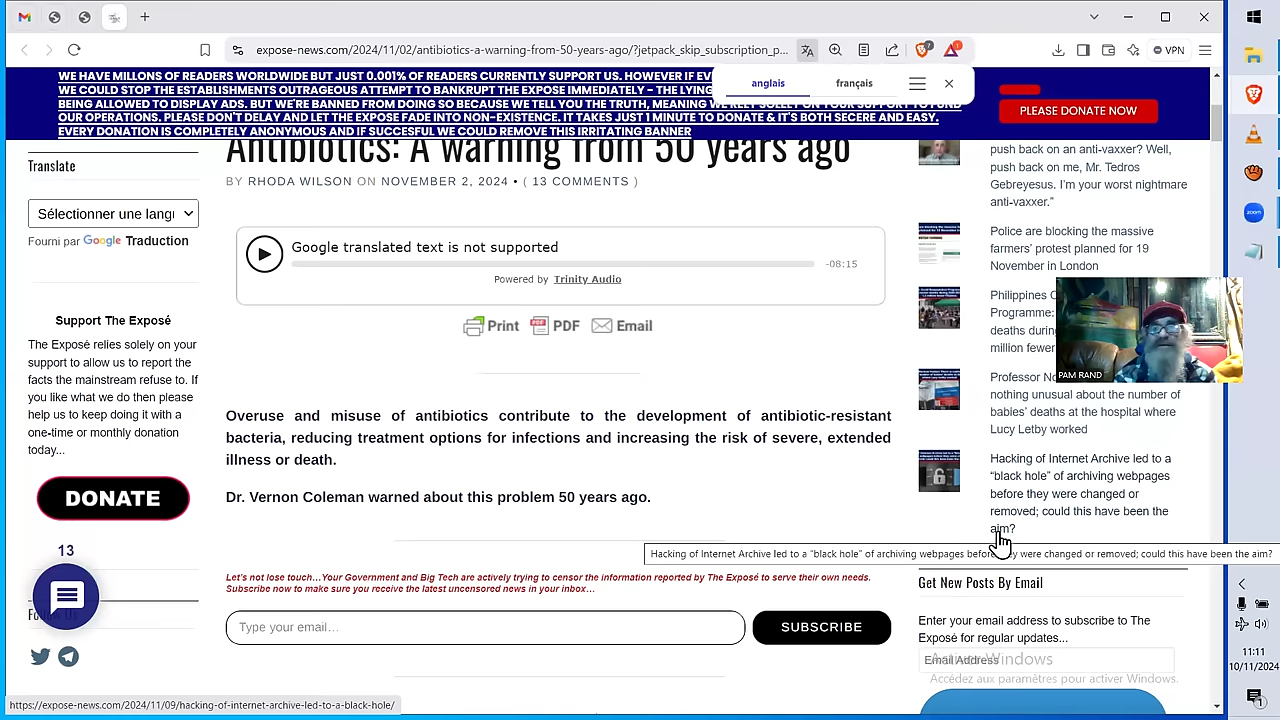 expose-news.com/2024/11/02/antibiotics-a-warning-from-50-years-ago/?jetpack_skip_subscription_p...
VPN
WE HAVE MILLONS OF READERS WORLDWIDE BUT JUST 0.001% OF READERS CURRENTLY SUPPORT US. HOWEVER IF EV
WE COULD STOP THE ESTABLISHMENTS OUTRAGEOUS ATTEMPT TO BANKRUPT THE EXPOSE IMMEDIATELY - THE LYING
BEING ALLOWED TO DISPLAY ADS. BUT WE'RE BANNED FROM DOING SO BECAUSE WE TELL YOU THE TRUTH, MEANING WE RELY SOLELY ON YOUR SUPPORT TO FUND
OUR OPERATIONS. PLEASE DON'T DELAY AND LET THE EXPOSE FALL INTO NON-EXISTENCE. IT TAKES JUST 1 MINUTE TO DONATE & IT'S BOTH SECERE AND EASY.
EVERY DONATION IS COMPLETELY ANONYMOUS AND IF SUCCESFUL WE COULD REMOVE THIS IRRITATING BANNER
anglais
français
PLEASE DONATE NOW
Translate
Sélectionner une langu
Fourni par Google Traduction
Support The Exposé
The Exposé relies solely on your
support to allow us to report the
facts the mainstream refuse to. If
you like what we do then please
help us to keep doing it with a
one-time or monthly donation
today...
DONATE
13
Follow Us
Antibiotics: A warning from 50 years ago
BY RHODA WILSON ON NOVEMBER 2, 2024 • ( 13 COMMENTS )
Google translated text is not supported
-08:15
Powered by Trinity Audio
Print PDF Email
Overuse and misuse of antibiotics contribute to the development of antibiotic-resistant
bacteria, reducing treatment options for infections and increasing the risk of severe, extended
illness or death.
Dr. Vernon Coleman warned about this problem 50 years ago.
Let's not lose touch...Your Government and Big Tech are actively trying to censor the information reported by The Exposé to serve their own needs.
Subscribe now to make sure you receive the latest uncensored news in your inbox...
Type your email...
SUBSCRIBE
push back on an anti-vaxxer? Well,
push back on me, Mr. Tedros
Gebreyesus. I'm your worst nightmare
anti-vaxxer."
Police are blocking the massive
farmers' protest planned for 19
November in London
Philippines C
Programme:
deaths durin
million fewer
PAM RAND
Professor No
nothing unusual about the number of
babies' deaths at the hospital where
Lucy Letby worked
Hacking of Internet Archive led to a
"black hole" of archiving webpages
before they were changed or
removed; could this have been the
aim?
Hacking of Internet Archive led to a "black hole" of archiving webpages before they were changed or removed; could this have been the aim?
Get New Posts By Email
Enter your email address to subscribe to The
Exposé for regular updates...
Email Address
Activer Windows
Accédez aux paramètres pour activer Windows.
https://expose-news.com/2024/11/09/hacking-of-internet-archive-led-to-a-black-hole/
zoom
11:11
10/11/2024